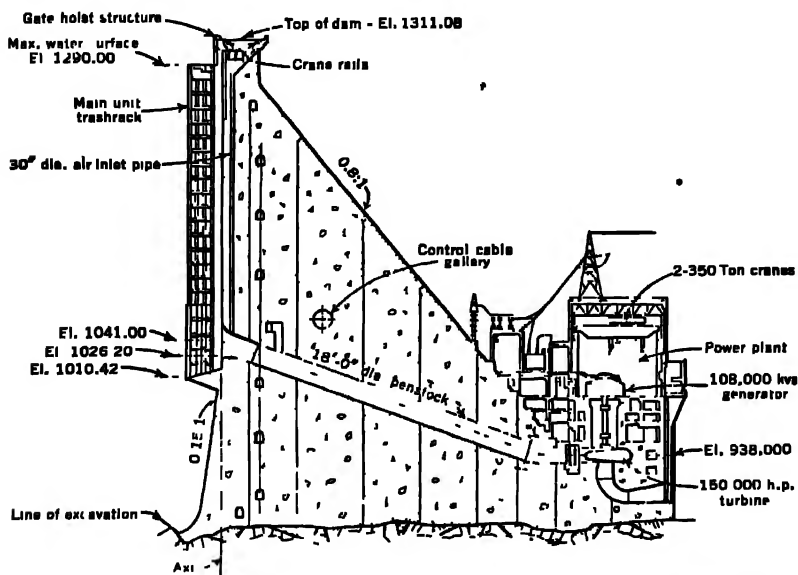 Gate hoist structure
Top of dam - El. 1311.08
Max. water urface
El 1290.00
Crane rails
Main unit
trashrack
30" dia. air inlet pipe
0.8:1
Control cable
gallery
2-350 Ton cranes
El. 1041.00
El 1026 20
El. 1010.42
18'-0" dia penstock
Power plant
108,000 kva
generator
El. 938,000
150 000 h.p.
turbine
Line of excavation
Axi